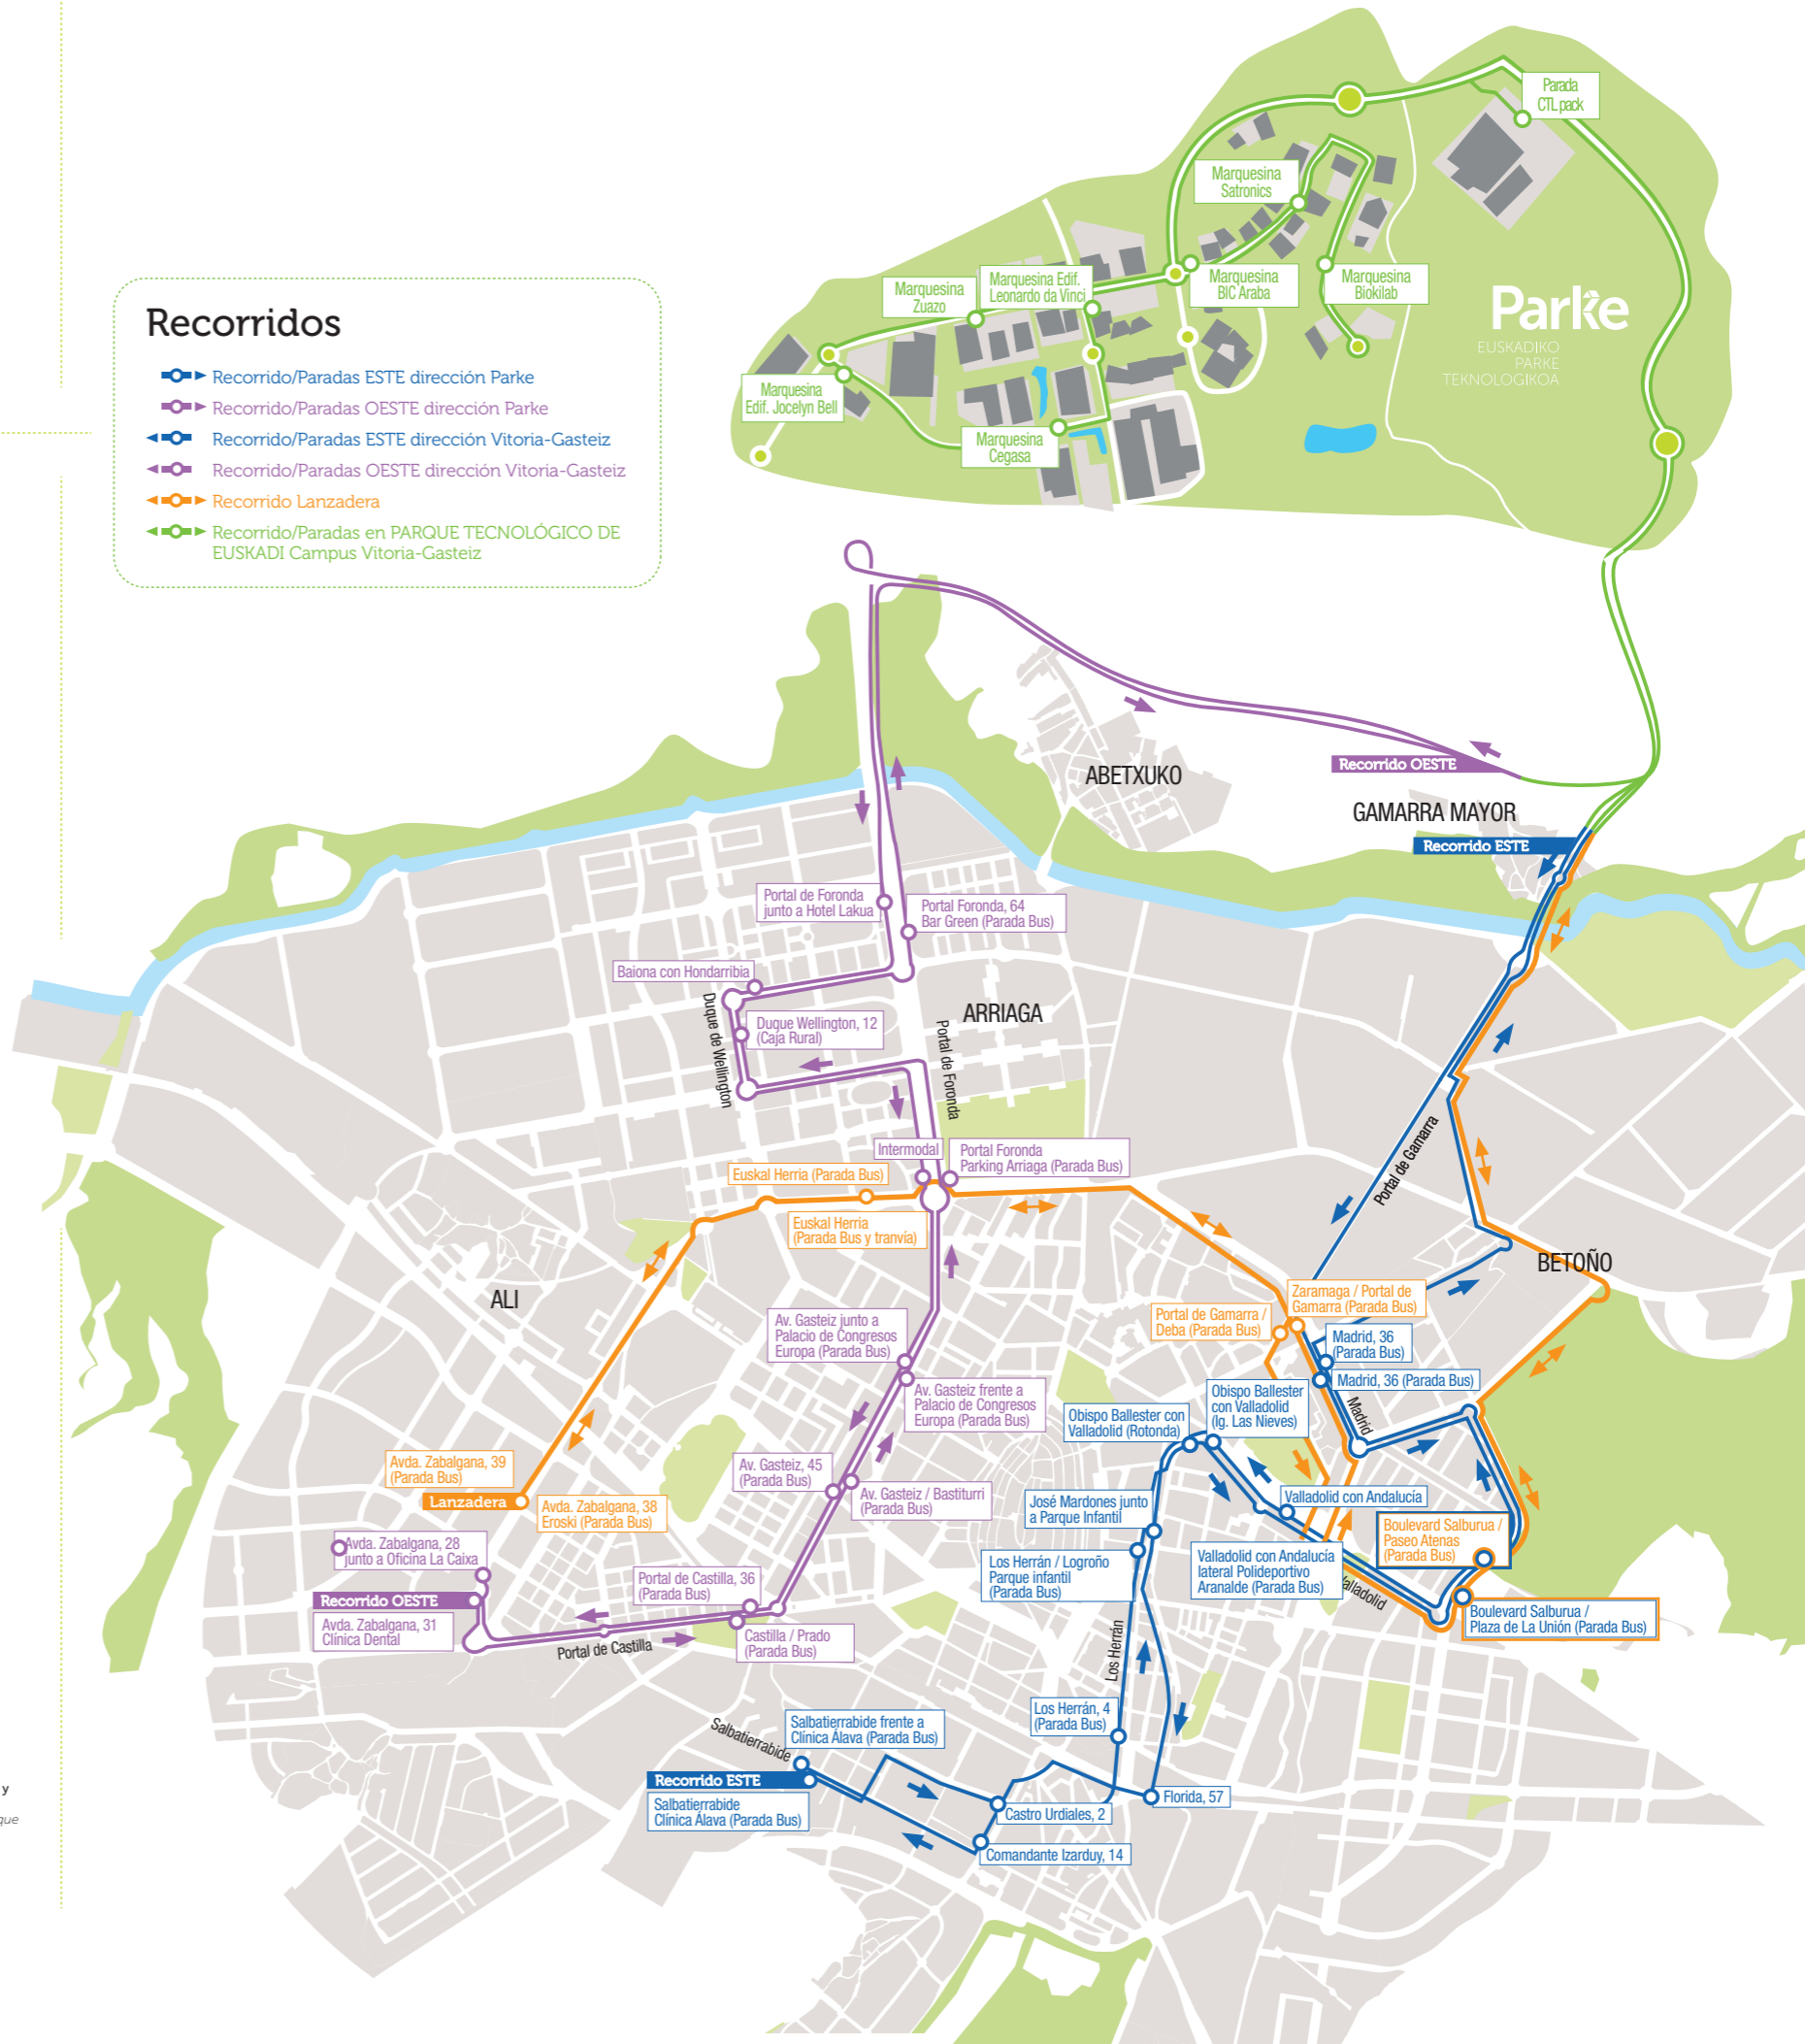 Parada
CTL pack
Marquesina
Satronics
Marquesina
Zuazo
Marquesina Edif.
Leonardo da Vinci
Marquesina
BIC Araba
Marquesina
Biokilab
Parke
EUSKADIKO
PARKE
TEKNOLOGIKOA
Marquesina
Edif. Jocelyn Bell
Marquesina
Cegasa
Recorridos
Recorrido/Paradas ESTE dirección Parke
Recorrido/Paradas OESTE dirección Parke
Recorrido/Paradas ESTE dirección Vitoria-Gasteiz
Recorrido/Paradas OESTE dirección Vitoria-Gasteiz
Recorrido Lanzadera
Recorrido/Paradas en PARQUE TECNOLÓGICO DE
EUSKADI Campus Vitoria-Gasteiz
Recorrido OESTE
ABETXUKO
GAMARRA MAYOR
Recorrido ESTE
Portal de Foronda
junto a Hotel Lakua
Portal Foronda, 64
Bar Green (Parada Bus)
Baiona con Hondarribia
Duque de Wellington
Duque Wellington, 12
(Caja Rural)
ARRIAGA
Portal de Foronda
Intermodal
Portal Foronda
Parking Arriaga (Parada Bus)
Euskal Herria (Parada Bus)
Euskal Herria
(Parada Bus y tranvía)
Portal de Gamarra
BETOÑO
ALI
Zaramaga / Portal de
Gamarra (Parada Bus)
Portal de Gamarra /
Deba (Parada Bus)
Av. Gasteiz junto a
Palacio de Congresos
Europa (Parada Bus)
Madrid, 36
(Parada Bus)
Madrid, 36 (Parada Bus)
Av. Gasteiz frente a
Palacio de Congresos
Europa (Parada Bus)
Obispo Ballester
con Valladolid
(Ig. Las Nieves)
Obispo Ballester con
Valladolid (Rotonda)
Madrid
Avda. Zabalgana, 39
(Parada Bus)
Lanzadera
Avda. Zabalgana, 38
Eroski (Parada Bus)
Av. Gasteiz, 45
(Parada Bus)
Av. Gasteiz / Bastiturri
(Parada Bus)
José Mardones junto
a Parque Infantil
Valladolid con Andalucía
Boulevard Salburua /
Paseo Atenas
(Parada Bus)
Avda. Zabalgana, 28
junto a Oficina La Caixa
Los Herrán / Logroño
Parque infantil
(Parada Bus)
Valladolid con Andalucía
lateral Polideportivo
Aranalde (Parada Bus)
alladolid
Portal de Castilla, 36
(Parada Bus)
Recorrido OESTE
Avda. Zabalgana, 31
Clínica Dental
Portal de Castilla
Castilla / Prado
(Parada Bus)
Boulevard Salburua /
Plaza de La Unión (Parada Bus)
Los Herrán
Los Herrán, 4
(Parada Bus)
Salbatierrabide
Salbatierrabide frente a
Clínica Álava (Parada Bus)
Recorrido ESTE
Salbatierrabide
Clínica Álava (Parada Bus)
Florida, 57
Castro Urdiales, 2
Comandante Izarduy, 14
y
que